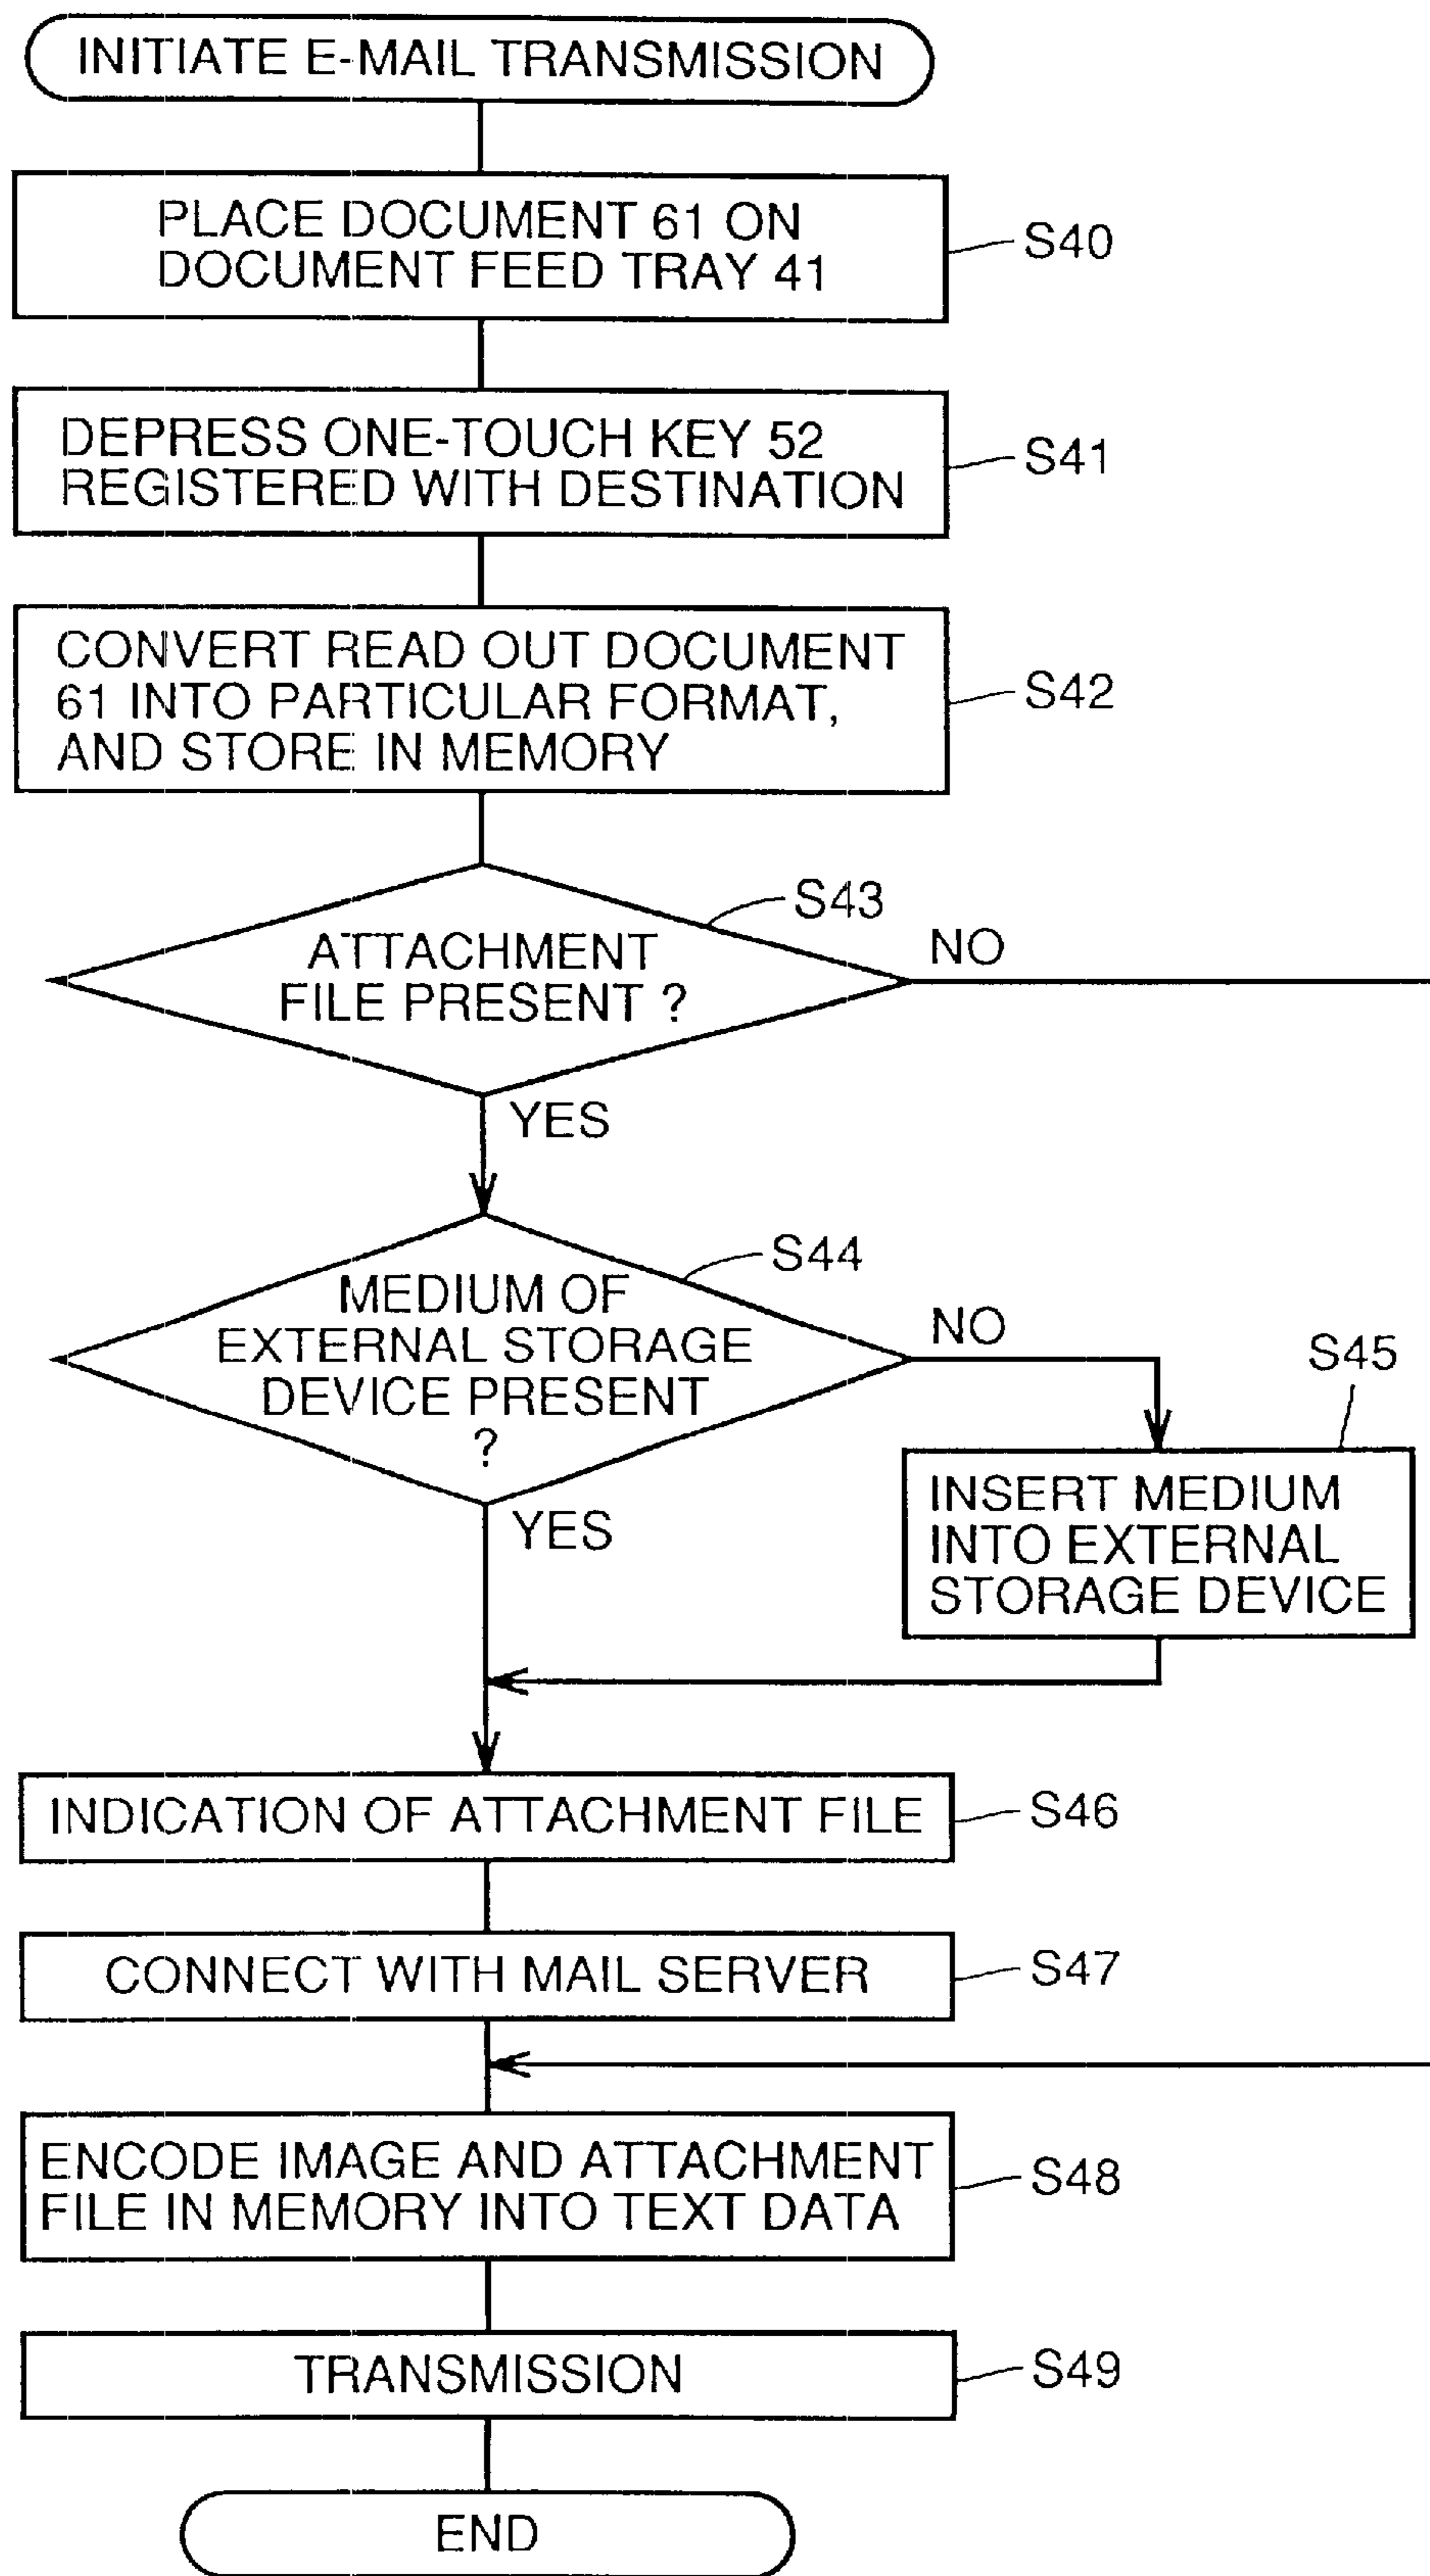 INITIATE E-MAIL TRANSMISSION
PLACE DOCUMENT 61 ON
DOCUMENT FEED TRAY 41
S40
DEPRESS ONE-TOUCH KEY 52
REGISTERED WITH DESTINATION
S41
CONVERT READ OUT DOCUMENT
61 INTO PARTICULAR FORMAT,
AND STORE IN MEMORY
S42
S43
ATTACHMENT
FILE PRESENT ?
NO
YES
S44
MEDIUM OF
EXTERNAL STORAGE
DEVICE PRESENT
?
NO
YES
S45
INSERT MEDIUM
INTO EXTERNAL
STORAGE DEVICE
INDICATION OF ATTACHMENT FILE
S46
CONNECT WITH MAIL SERVER
S47
ENCODE IMAGE AND ATTACHMENT
FILE IN MEMORY INTO TEXT DATA
S48
TRANSMISSION
S49
END